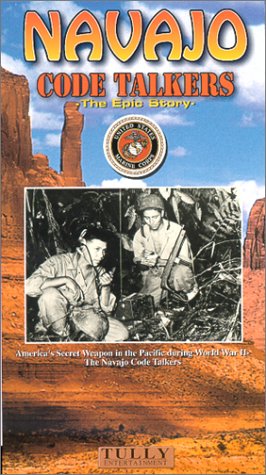 NAVAJO
CODE TALKERS
-The Epic Story-
UNITED STATES
MARINE CORPS
America's Secret Weapon in the Pacific during World War II-
The Navajo Code Talkers
TULLY
ENTERTAINMENT